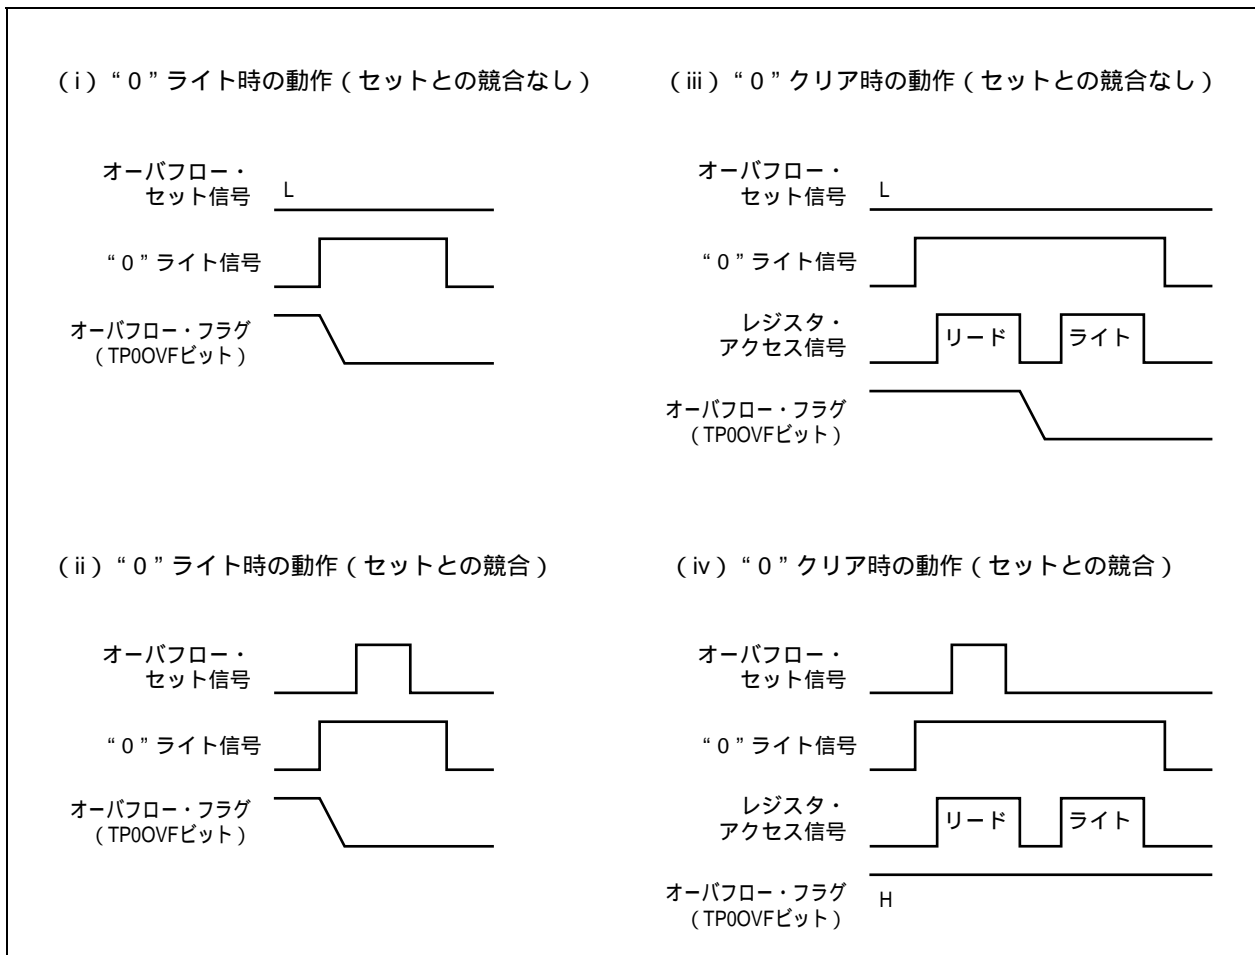 （i）“0”ライト時の動作（セットとの競合なし）
オーバフロー・
セット信号
L
“0”ライト信号
オーバフロー・フラグ
（TP0OVFビット）
（iii）“0”クリア時の動作（セットとの競合なし）
オーバフロー・
セット信号
L
“0”ライト信号
レジスタ・
アクセス信号
リード
ライト
オーバフロー・フラグ
（TP0OVFビット）
（ii）“0”ライト時の動作（セットとの競合）
オーバフロー・
セット信号
“0”ライト信号
オーバフロー・フラグ
（TP0OVFビット）
（iv）“0”クリア時の動作（セットとの競合）
オーバフロー・
セット信号
“0”ライト信号
レジスタ・
アクセス信号
リード
ライト
オーバフロー・フラグ
（TP0OVFビット）
H